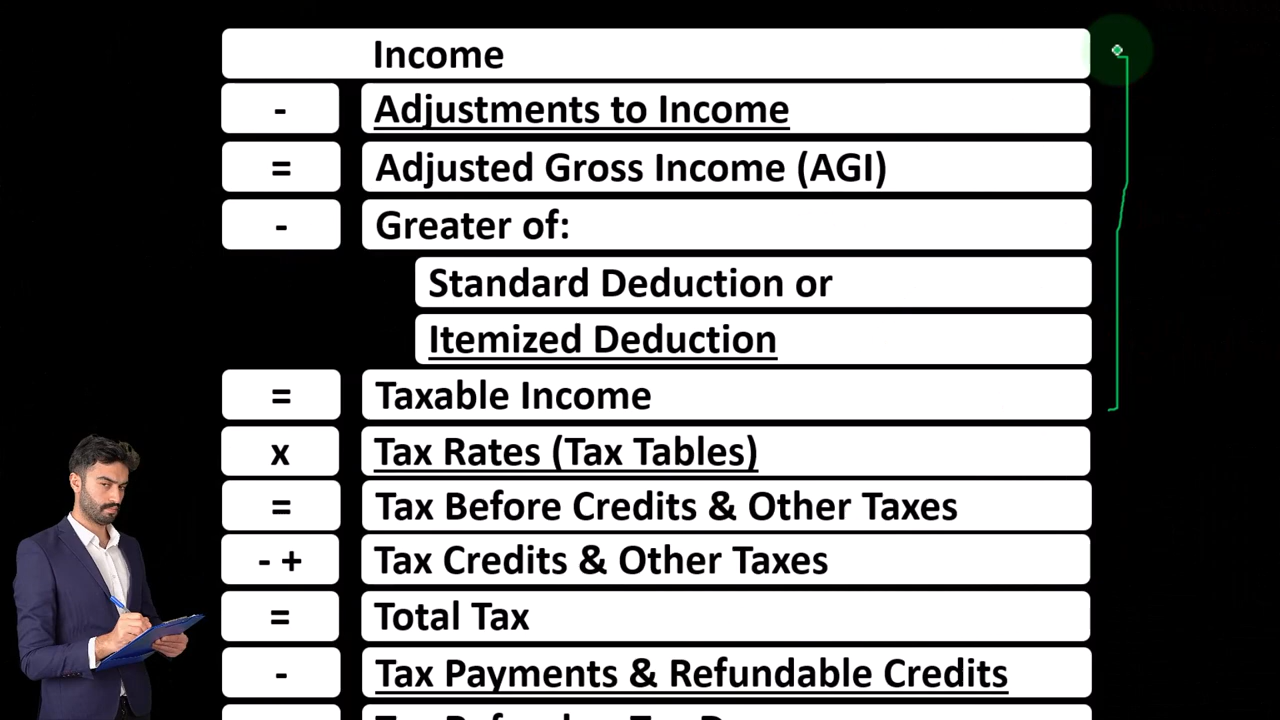 Income
- Adjustments to Income
= Adjusted Gross Income (AGI)
- Greater of:
Standard Deduction or
Itemized Deduction
= Taxable Income
x Tax Rates (Tax Tables)
= Tax Before Credits & Other Taxes
- + Tax Credits & Other Taxes
= Total Tax
- Tax Payments & Refundable Credits